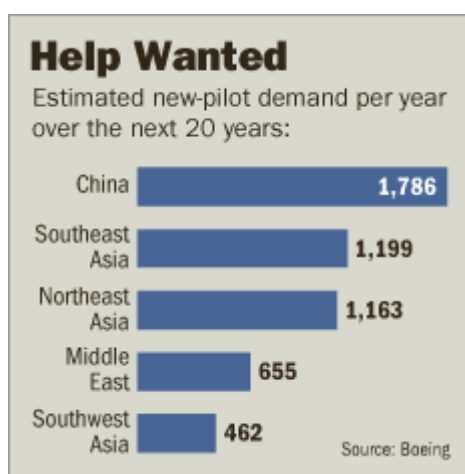 Help Wanted
Estimated new-pilot demand per year
over the next 20 years:
China
1,786
Southeast
Asia
1,199
Northeast
Asia
1,163
Middle
East
655
Southwest
Asia
462
Source: Boeing